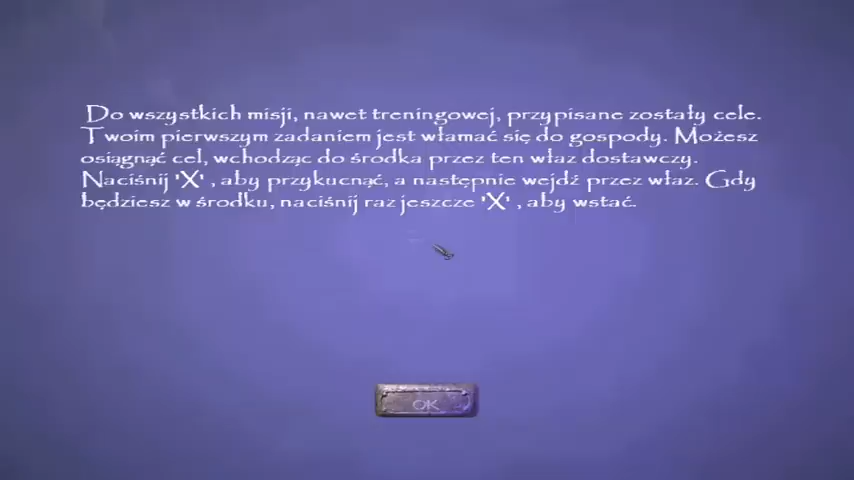 Do wszystkich misji, nawet treningowej, przypisane zostały cele.
Twoim pierwszym zadaniem jest włamać się do gospody. Możesz
osiągnąć cel, wchodząc do środka przez ten właz dostawczy.
Naciśnij 'X' , aby przykucnąć, a następnie wejdź przez właz. Gdy
będziesz w środku, naciśnij raz jeszcze 'X' , aby wstać.
OK